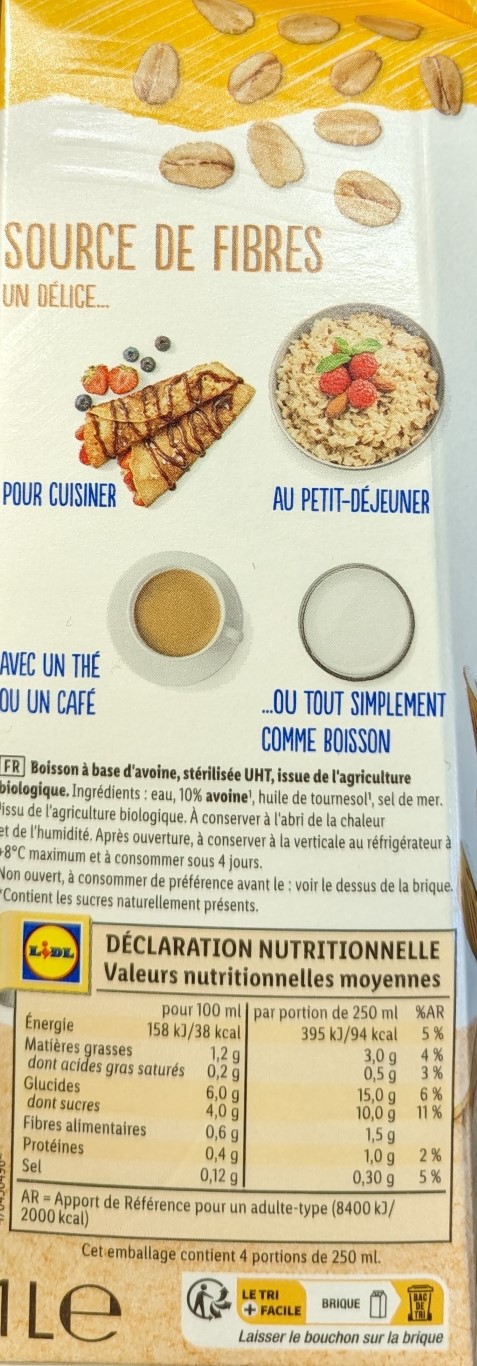 SOURCE DE FIBRES
UN DÉLICE...
POUR CUISINER
AU PETIT-DÉJEUNER
AVEC UN THÉ
OU UN CAFÉ
...OU TOUT SIMPLEMENT
COMME BOISSON
FR Boisson à base d'avoine, stérilisée UHT, issue de l'agriculture
biologique. Ingrédients : eau, 10% avoine¹, huile de tournesol¹, sel de mer.
¹issu de l'agriculture biologique. À conserver à l'abri de la chaleur
et de l'humidité. Après ouverture, à conserver à la verticale au réfrigérateur à
+8°C maximum et à consommer sous 4 jours.
Non ouvert, à consommer de préférence avant le : voir le dessus de la brique.
*Contient les sucres naturellement présents.
LIDL
DÉCLARATION NUTRITIONNELLE
Valeurs nutritionnelles moyennes
pour 100 ml par portion de 250 ml %AR
Énergie 158 kJ/38 kcal 395 kJ/94 kcal 5 %
Matières grasses 1,2 g 3,0 g 4 %
dont acides gras saturés 0,2 g 0,5 g 3 %
Glucides 6,0 g 15,0 g 6 %
dont sucres 4,0 g 10,0 g 11 %
Fibres alimentaires 0,6 g 1,5 g
Protéines 0,4 g 1,0 g 2 %
Sel 0,12 g 0,30 g 5 %
AR = Apport de Référence pour un adulte-type (8400 kJ/
2000 kcal)
Cet emballage contient 4 portions de 250 ml.
1L e
LE TRI
+ FACILE
BRIQUE
BAC
DE
TRI
Laisser le bouchon sur la brique